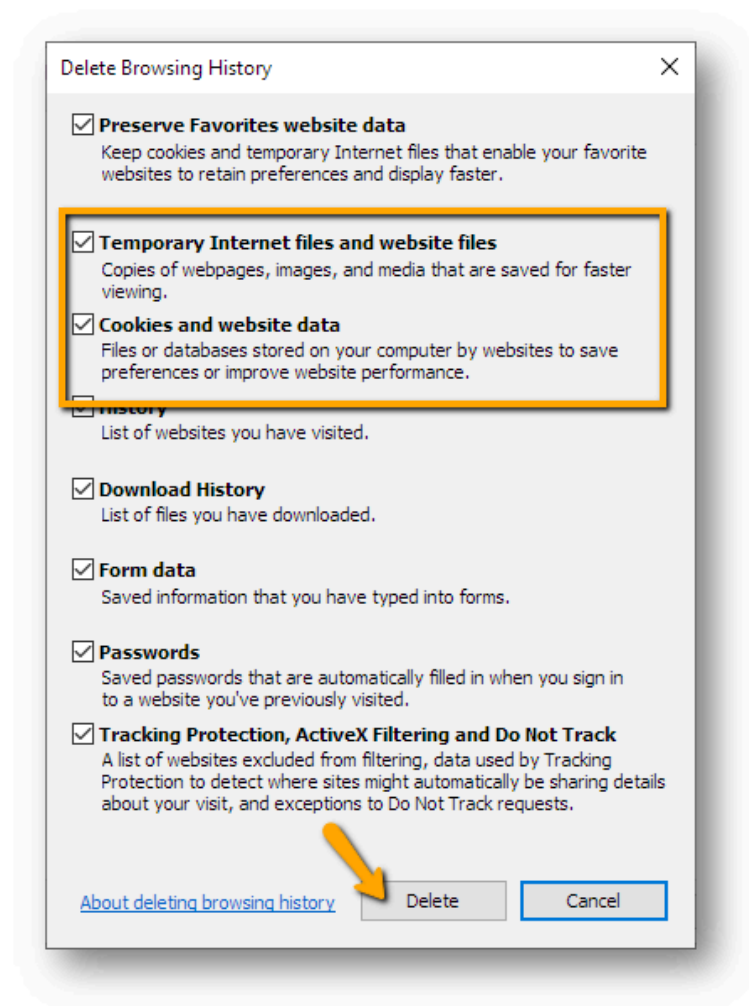 Delete Browsing History
Preserve Favorites website data
Keep cookies and temporary Internet files that enable your favorite
websites to retain preferences and display faster.
Temporary Internet files and website files
Copies of webpages, images, and media that are saved for faster
viewing.
Cookies and website data
Files or databases stored on your computer by websites to save
preferences or improve website performance.
History
List of websites you have visited.
Download History
List of files you have downloaded.
Form data
Saved information that you have typed into forms.
Passwords
Saved passwords that are automatically filled in when you sign in
to a website you've previously visited.
Tracking Protection, ActiveX Filtering and Do Not Track
A list of websites excluded from filtering, data used by Tracking
Protection to detect where sites might automatically be sharing details
about your visit, and exceptions to Do Not Track requests.
About deleting browsing history
Delete
Cancel